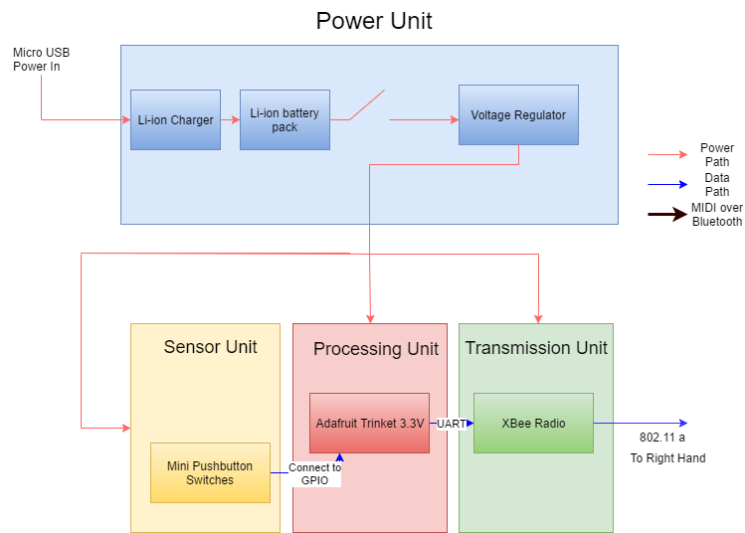 Power Unit
Micro USB
Power In
Li-ion Charger
Li-ion battery
pack
Voltage Regulator
Power
Path
Data
Path
MIDI over
Bluetooth
Sensor Unit
Processing Unit
Transmission Unit
Adafruit Trinket 3.3V
UART
XBee Radio
802.11 a
To Right Hand
Mini Pushbutton
Switches
Connect to
GPIO